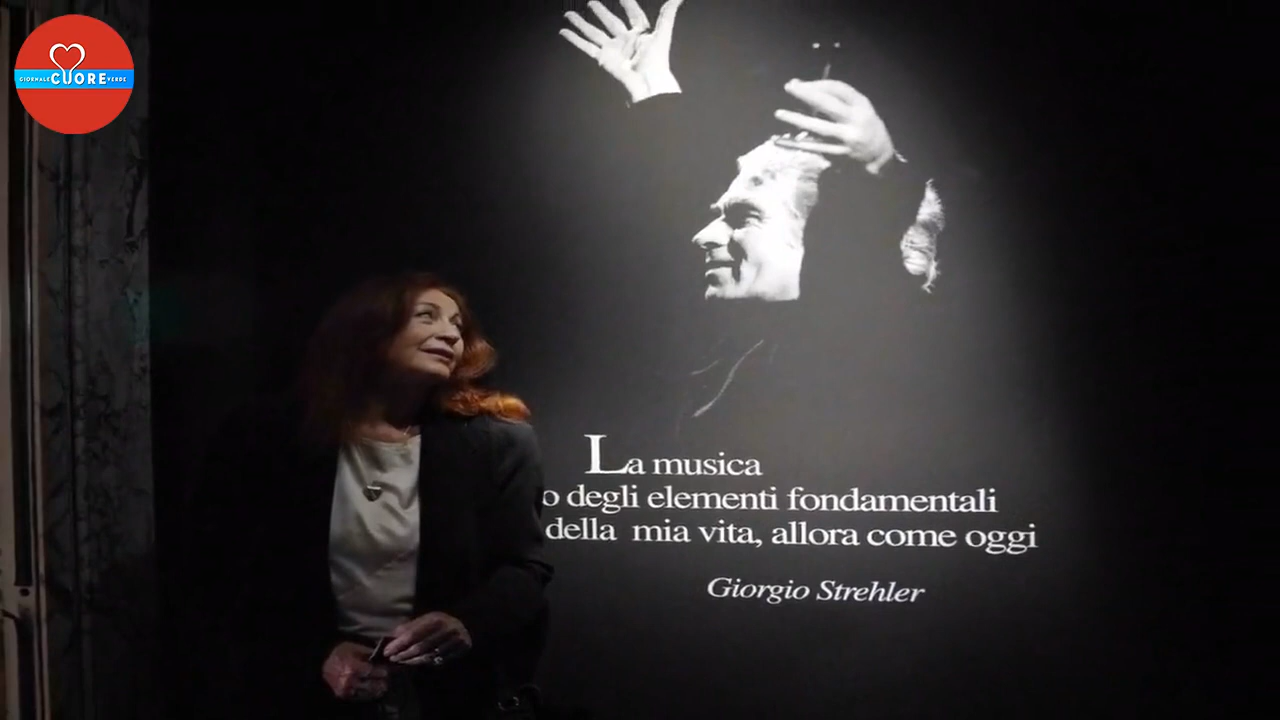 GIORNALE CUORE VERDE
La musica
o degli elementi fondamentali
della mia vita, allora come oggi
Giorgio Strehler